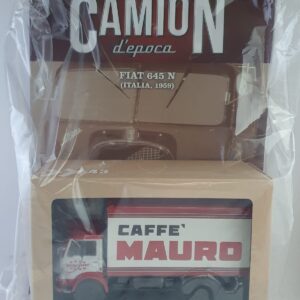 CAMION
d'epoca
FIAT 645 N
(ITALIA, 1959)
CAFFE'
MAURO